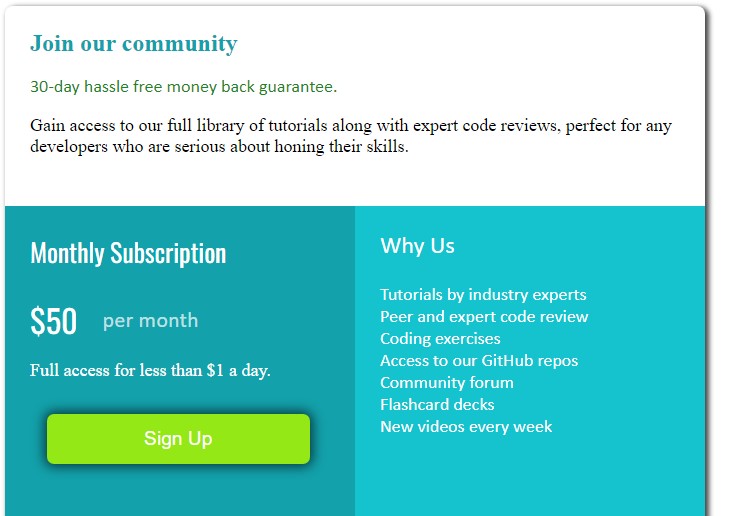 Join our community
30-day hassle free money back guarantee.
Gain access to our full library of tutorials along with expert code reviews, perfect for any
developers who are serious about honing their skills.
Monthly Subscription
$50 per month
Full access for less than $1 a day.
Sign Up
Why Us
Tutorials by industry experts
Peer and expert code review
Coding exercises
Access to our GitHub repos
Community forum
Flashcard decks
New videos every week